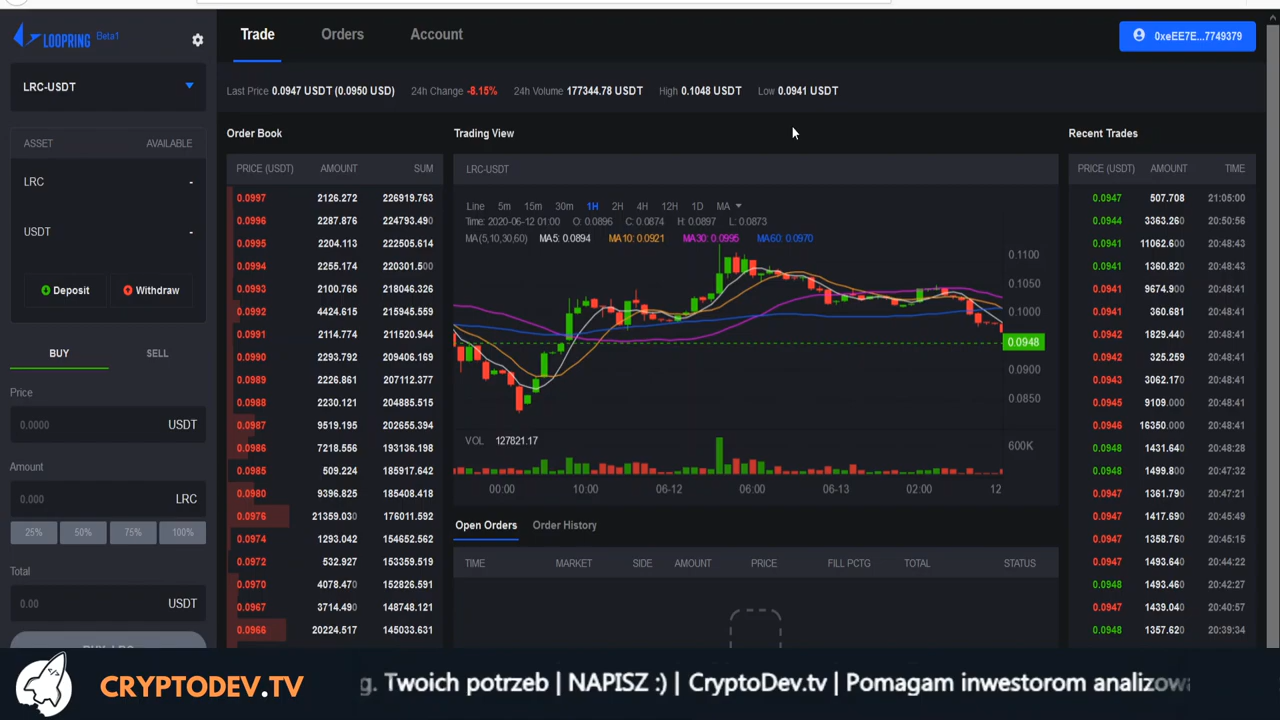 LOOPRING Beta1
Trade Orders Account
0xeEE7E...7749379
LRC-USDT
Last Price 0.0947 USDT (0.0950 USD) 24h Change -8.15% 24h Volume 177344.78 USDT High 0.1048 USDT Low 0.0941 USDT
ASSET AVAILABLE
LRC -
USDT -
Deposit Withdraw
BUY SELL
Price
0.0000 USDT
Amount
0.000 LRC
25% 50% 75% 100%
Total
0.00 USDT
Order Book
PRICE (USDT) AMOUNT SUM
0.0997 2126.272 226919.763
0.0996 2287.876 224793.490
0.0995 2204.113 222505.614
0.0994 2255.174 220301.500
0.0993 2100.766 218046.326
0.0992 4424.615 215945.559
0.0991 2114.774 211520.944
0.0990 2293.792 209406.169
0.0989 2226.861 207112.377
0.0988 2230.121 204885.515
0.0987 9519.195 202655.394
0.0986 7218.556 193136.198
0.0985 509.224 185917.642
0.0980 9396.825 185408.418
0.0976 21359.030 176011.592
0.0974 1293.042 154652.562
0.0972 532.927 153359.519
0.0970 4078.470 152826.591
0.0967 3714.490 148748.121
0.0966 20224.517 145033.631
Trading View
LRC-USDT
Line 5m 15m 30m 1H 2H 4H 12H 1D MA
Time: 2020-06-12 01:00 O: 0.0896 C: 0.0874 H: 0.0897 L: 0.0873
MA(5,10,30,60) MA5: 0.0894 MA10: 0.0921 MA30: 0.0995 MA60: 0.0970
0.1100
0.1050
0.1000
0.0948
0.0900
0.0850
VOL 127821.17
600K
00:00 10:00 06-12 06:00 06-13 02:00 12
Open Orders Order History
TIME MARKET SIDE AMOUNT PRICE FILL PCTG TOTAL STATUS
Recent Trades
PRICE (USDT) AMOUNT TIME
0.0947 507.708 21:05:00
0.0944 3363.260 20:50:56
0.0941 11062.600 20:48:43
0.0941 1360.820 20:48:43
0.0941 9674.900 20:48:41
0.0941 360.681 20:48:41
0.0942 1829.440 20:48:41
0.0942 325.259 20:48:41
0.0943 3062.170 20:48:41
0.0945 9109.000 20:48:41
0.0946 16350.000 20:48:41
0.0948 1431.640 20:48:28
0.0948 1499.800 20:47:32
0.0947 1361.790 20:47:21
0.0947 1417.690 20:45:49
0.0947 1358.760 20:45:15
0.0947 1493.640 20:44:22
0.0948 1493.460 20:42:27
0.0947 1439.040 20:40:57
0.0948 1357.620 20:39:34
CRYPTODEV.TV
g. Twoich potrzeb | NAPISZ :) | CryptoDev.tv | Pomagam inwestorom analizowa